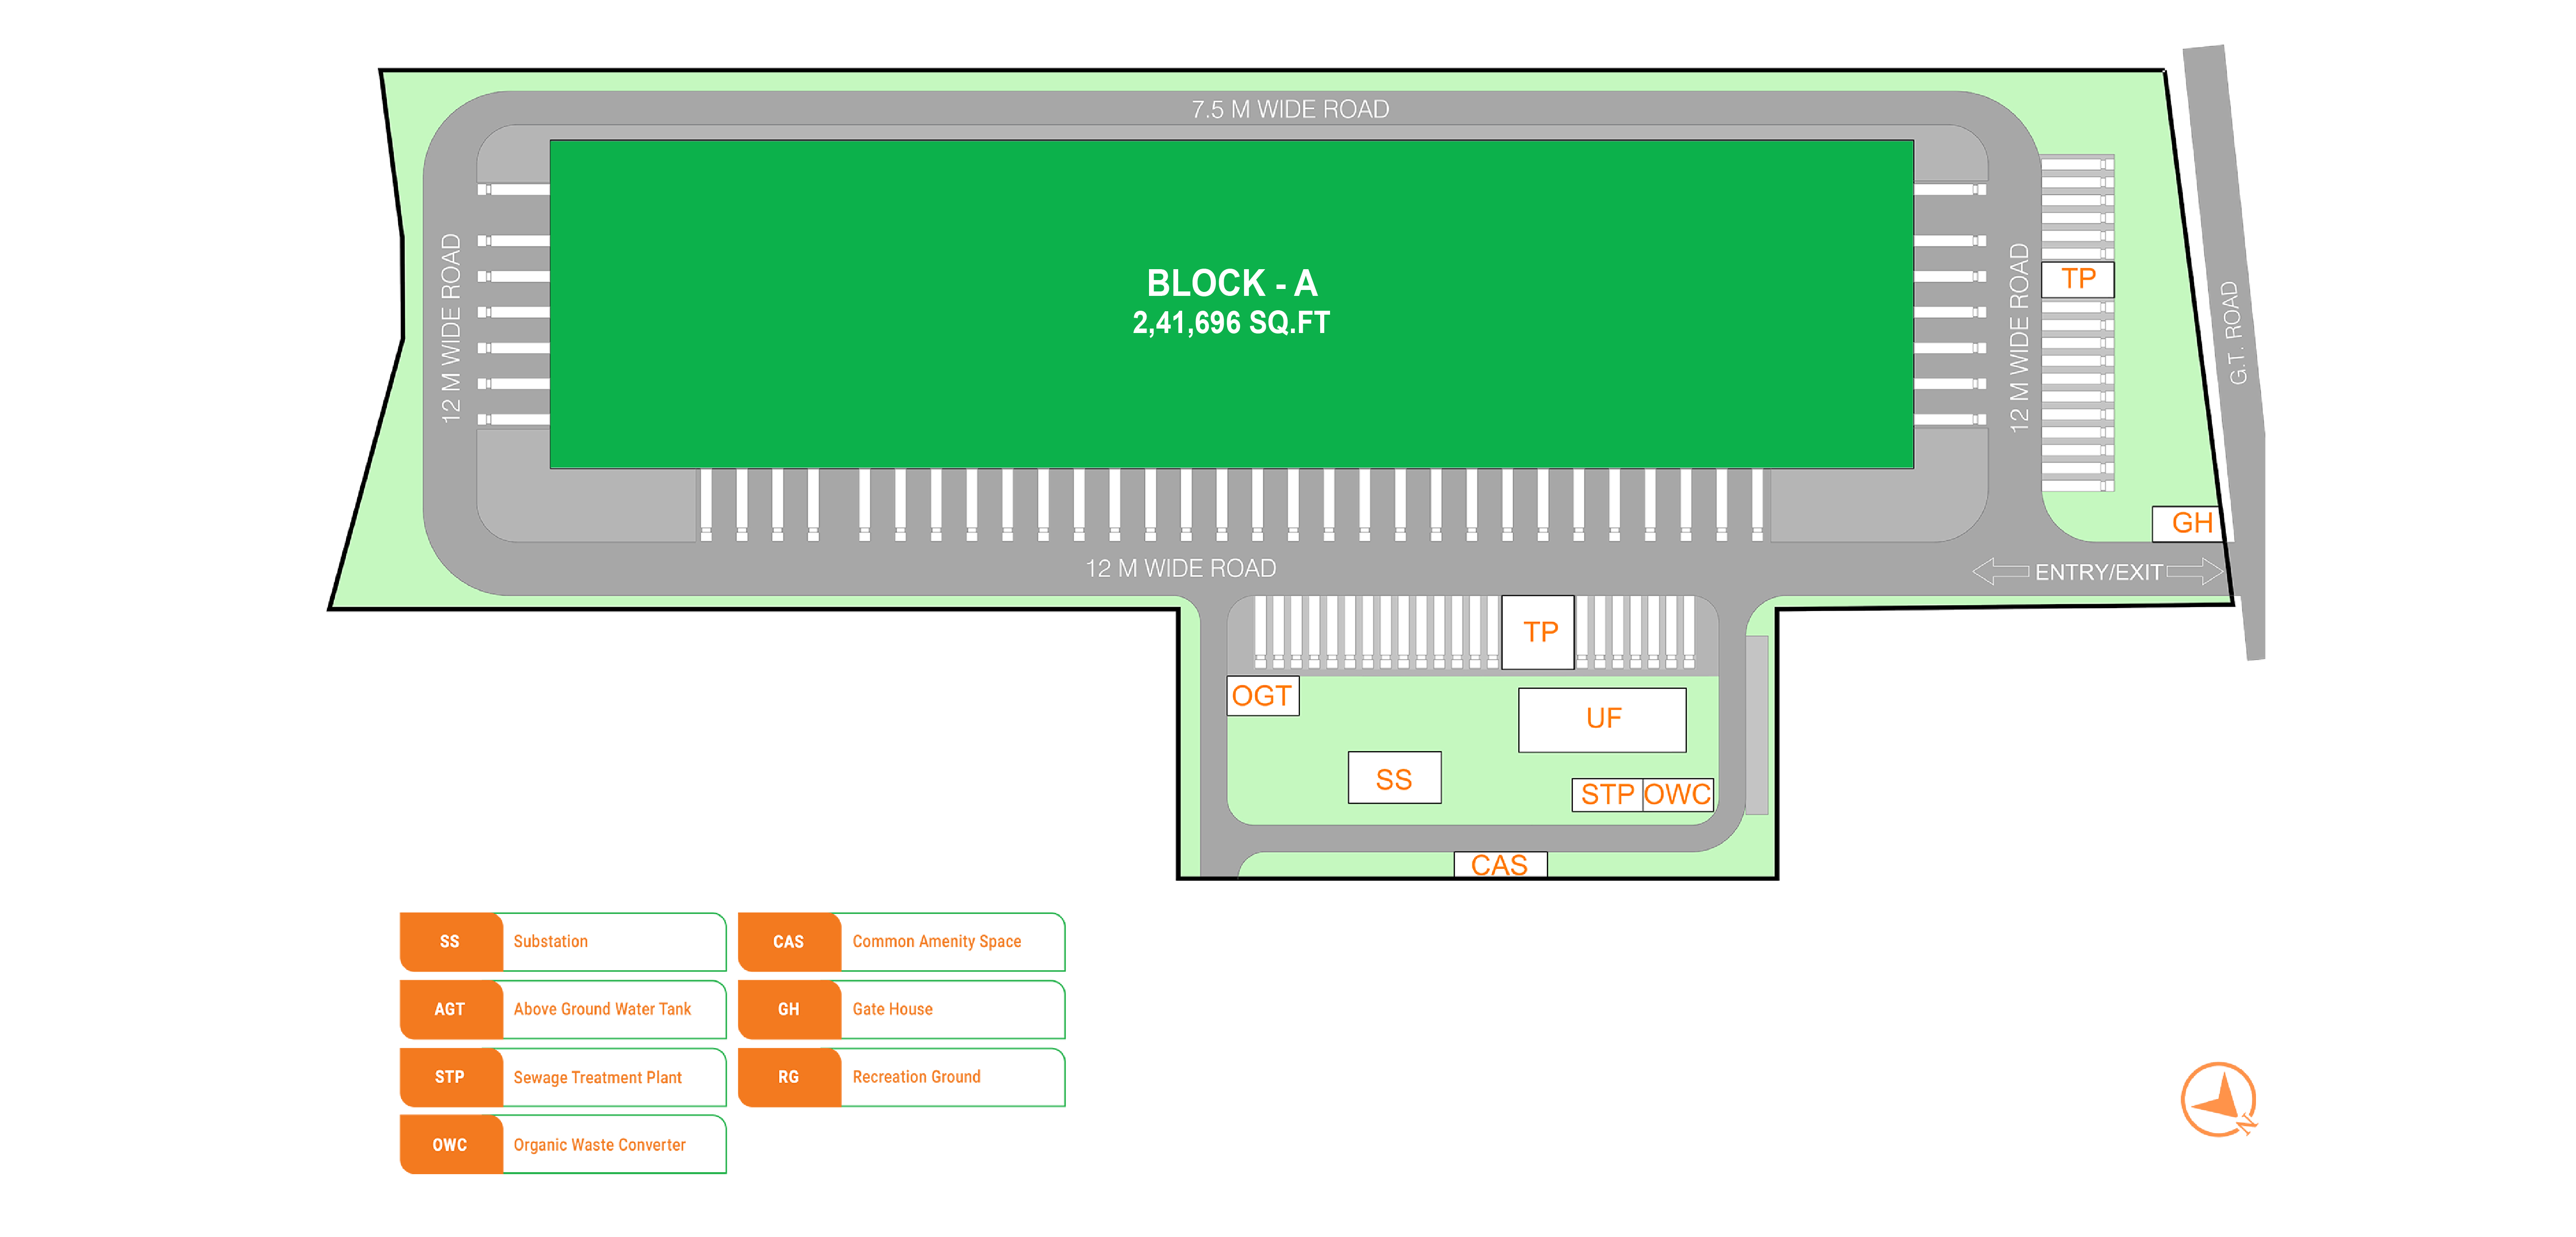 7.5 M WIDE ROAD
12 M WIDE ROAD
BLOCK - A
2,41,696 SQ.FT
12 M WIDE ROAD
TP
G.T. ROAD
GH
12 M WIDE ROAD
ENTRY/EXIT
TP
OGT
UF
SS
STP
OWC
CAS
SS
Substation
CAS
Common Amenity Space
AGT
Above Ground Water Tank
GH
Gate House
STP
Sewage Treatment Plant
RG
Recreation Ground
OWC
Organic Waste Converter
N